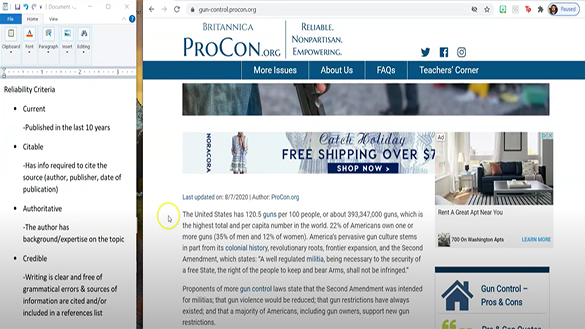 Document - ...
File Home View
Clipboard Font Paragraph Insert Editing
Reliability Criteria
• Current
-Published in the last 10 years
• Citable
-Has info required to cite the
source (author, publisher, date of
publication)
• Authoritative
-The author has
background/expertise on the topic
• Credible
-Writing is clear and free of
grammatical errors & sources of
information are cited and/or
included in a references list
gun-control.procon.org
Paused
BRITANNICA
PROCON.ORG
RELIABLE.
NONPARTISAN.
EMPOWERING.
More Issues About Us FAQs Teachers' Corner
NORACORA
Catch Holiday
FREE SHIPPING OVER $7
SHOP NOW >
Ad
Rent A Great Apt Near You
700 On Washington Apts LEARN MORE
Last updated on: 8/7/2020 | Author: ProCon.org
The United States has 120.5 guns per 100 people, or about 393,347,000 guns, which is
the highest total and per capita number in the world. 22% of Americans own one or
more guns (35% of men and 12% of women). America's pervasive gun culture stems
in part from its colonial history, revolutionary roots, frontier expansion, and the Second
Amendment, which states: "A well regulated militia, being necessary to the security of
a free State, the right of the people to keep and bear Arms, shall not be infringed."
Proponents of more gun control laws state that the Second Amendment was intended
for militias; that gun violence would be reduced; that gun restrictions have always
existed; and that a majority of Americans, including gun owners, support new gun
restrictions.
Gun Control –
Pros & Cons